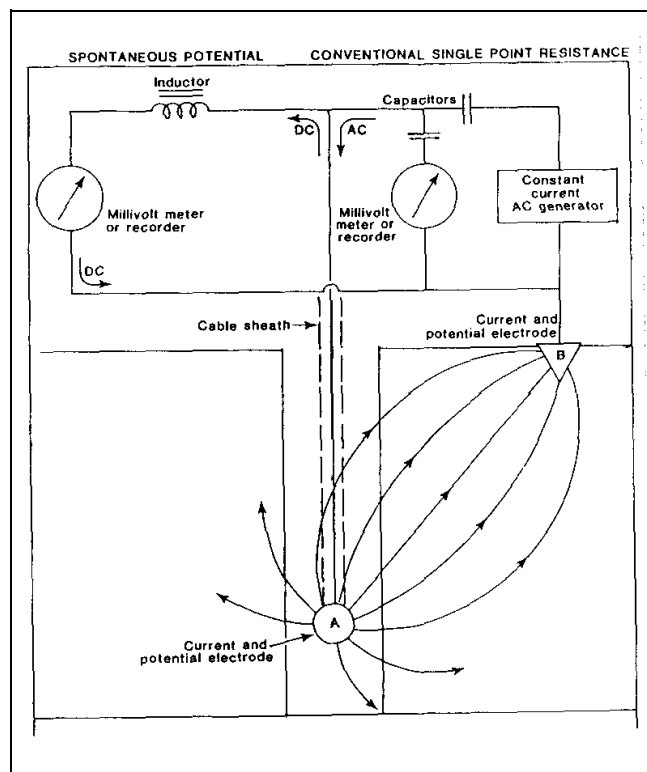 SPONTANEOUS POTENTIAL
CONVENTIONAL SINGLE POINT RESISTANCE
Inductor
Capacitors
DC
AC
Millivolt meter
or recorder
Millivolt
meter or
recorder
Constant
current
AC generator
DC
Cable sheath
Current and
potential electrode
B
A
Current and
potential electrode